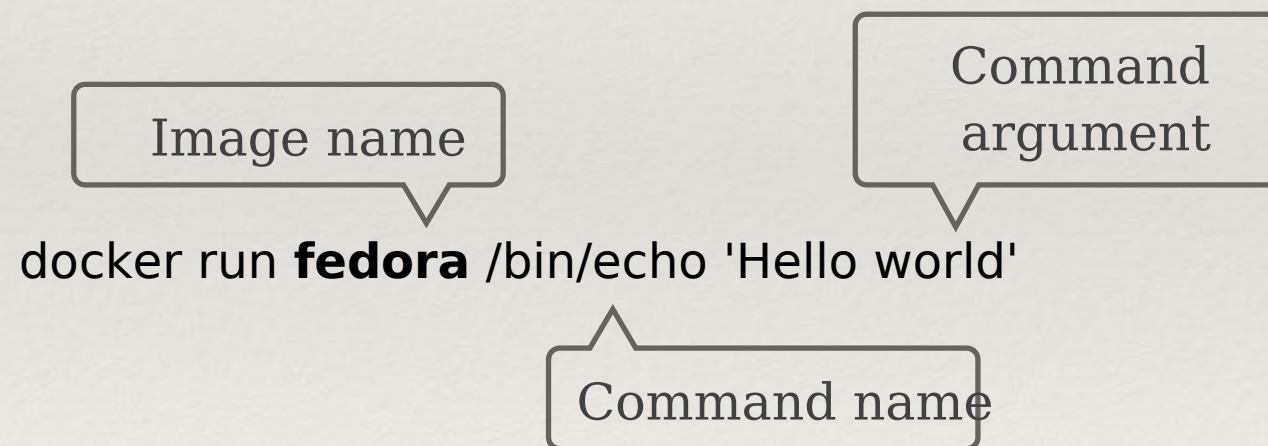 Command
argument
Image name
docker run fedora /bin/echo 'Hello world'
Command name